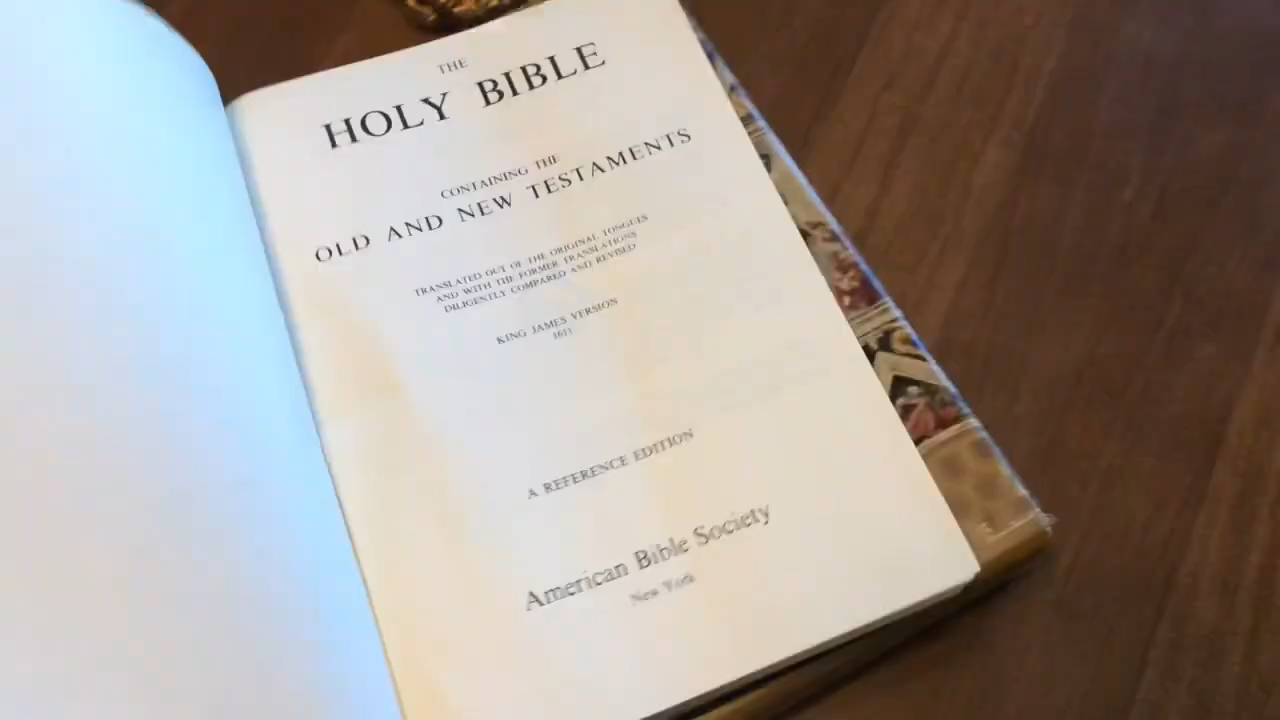 THE
HOLY BIBLE
CONTAINING THE
OLD AND NEW TESTAMENTS
TRANSLATED OUT OF THE ORIGINAL TONGUES
AND WITH THE FORMER TRANSLATIONS
DILIGENTLY COMPARED AND REVISED
KING JAMES VERSION
1611
A REFERENCE EDITION
American Bible Society
New York